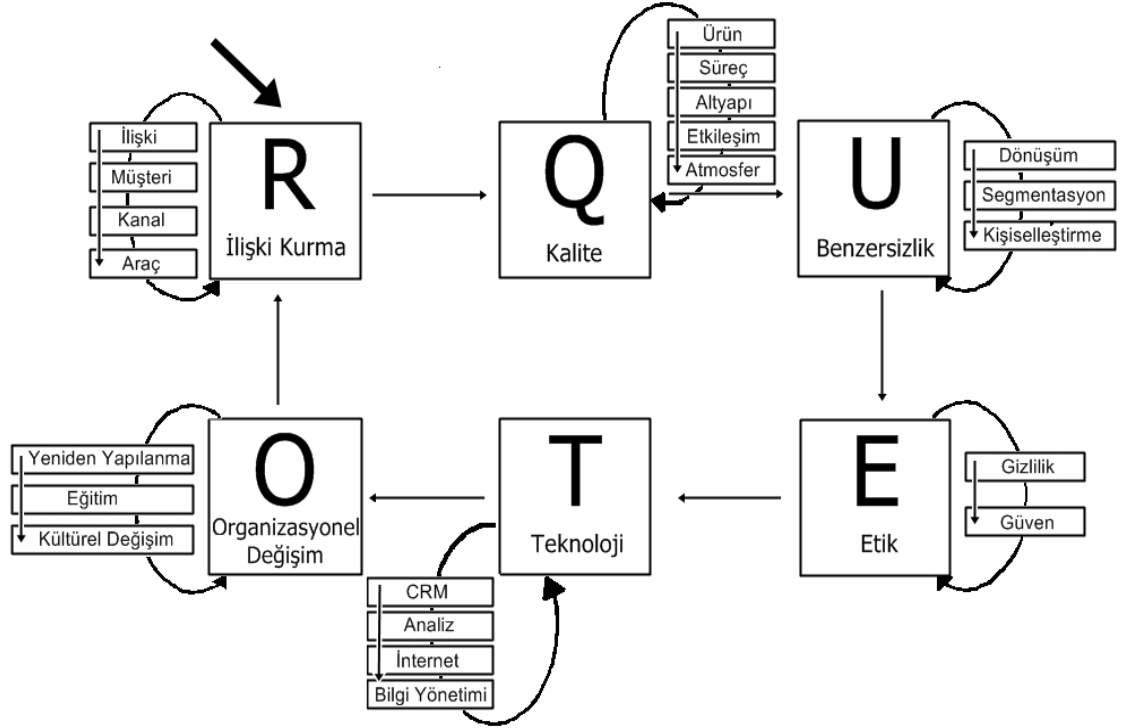 İlişki
Müşteri
Kanal
Araç
R
İlişki Kurma
Q
Kalite
Ürün
Süreç
Altyapı
Etkileşim
Atmosfer
U
Benzersizlik
Dönüşüm
Segmentasyon
Kişiselleştirme
E
Etik
Gizlilik
Güven
T
Teknoloji
CRM
Analiz
İnternet
Bilgi Yönetimi
O
Organizasyonel
Değişim
Yeniden Yapılanma
Eğitim
Kültürel Değişim